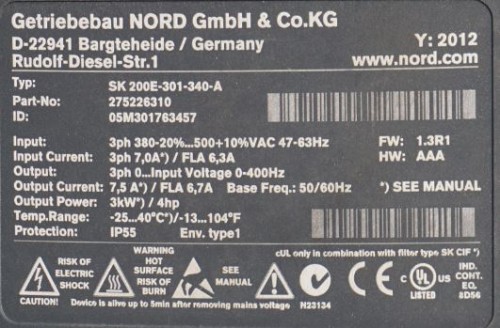 Getriebebau NORD GmbH & Co.KG
D-22941 Bargteheide / Germany Y: 2012
Rudolf-Diesel-Str.1 www.nord.com
Typ: SK 200E-301-340-A
Part-No: 275226310
ID: 05M301763457
Input: 3ph 380-20%...500+10%VAC 47-63Hz FW: 1.3R1
Input Current: 3ph 7,0A*) / FLA 6,3A HW: AAA
Output: 3ph 0...Input Voltage 0-400Hz
Output Current: 7,5 A*) / FLA 6,7A Base Freq.: 50/60Hz *) SEE MANUAL
Output Power: 3kW*) / 4hp
Temp.Range: -25...40°C*)/-13...104°F
Protection: IP55 Env. type1
cUL only in combination with filter type SK CIF *)
CAUTION! RISK OF ELECTRIC SHOCK
WARNING HOT SURFACE RISK OF BURN
SEE MANUAL
N23134
C UL US LISTED
IND. CONT. EQ. 8D56
Device is alive up to 5min after removing mains voltage